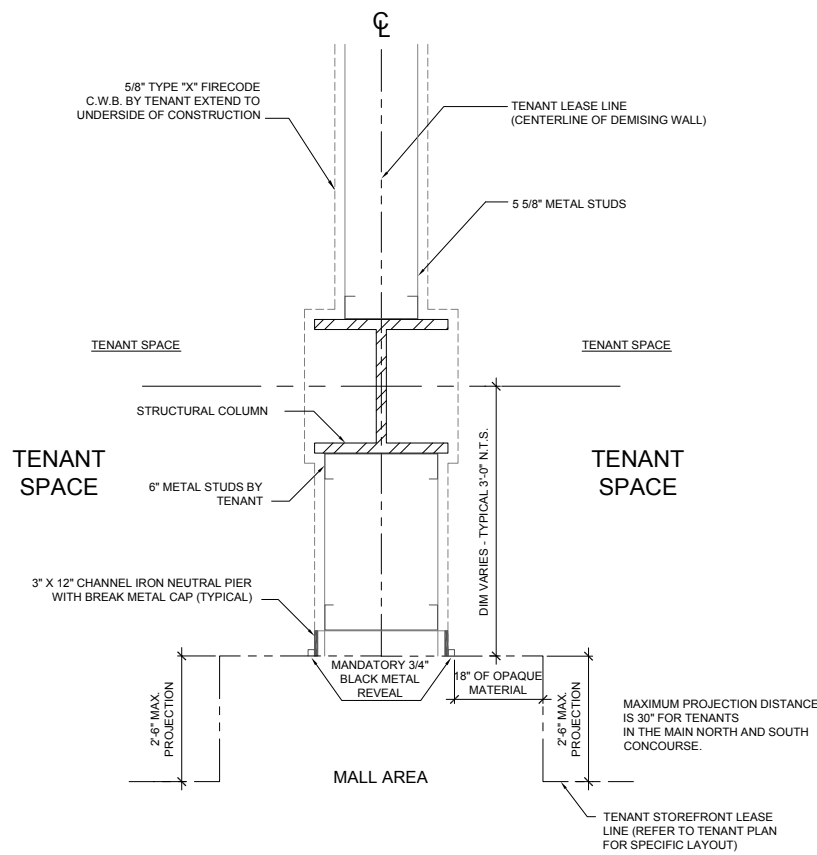 ℄
5/8" TYPE "X" FIRECODE
C.W.B. BY TENANT EXTEND TO
UNDERSIDE OF CONSTRUCTION
TENANT LEASE LINE
(CENTERLINE OF DEMISING WALL)
5 5/8" METAL STUDS
TENANT SPACE
TENANT SPACE
STRUCTURAL COLUMN
TENANT
SPACE
TENANT
SPACE
6" METAL STUDS BY
TENANT
DIM VARIES - TYPICAL 3'-0" N.T.S.
3" X 12" CHANNEL IRON NEUTRAL PIER
WITH BREAK METAL CAP (TYPICAL)
MANDATORY 3/4"
BLACK METAL
REVEAL
18" OF OPAQUE
MATERIAL
2'-6" MAX.
PROJECTION
2'-6" MAX.
PROJECTION
MAXIMUM PROJECTION DISTANCE
IS 30" FOR TENANTS
IN THE MAIN NORTH AND SOUTH
CONCOURSE.
MALL AREA
TENANT STOREFRONT LEASE
LINE (REFER TO TENANT PLAN
FOR SPECIFIC LAYOUT)